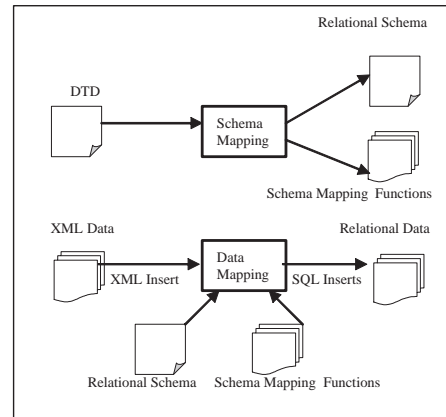 Relational Schema
DTD
Schema
Mapping
Schema Mapping Functions
XML Data
Relational Data
Data
Mapping
XML Insert
SQL Inserts
Relational Schema
Schema Mapping Functions